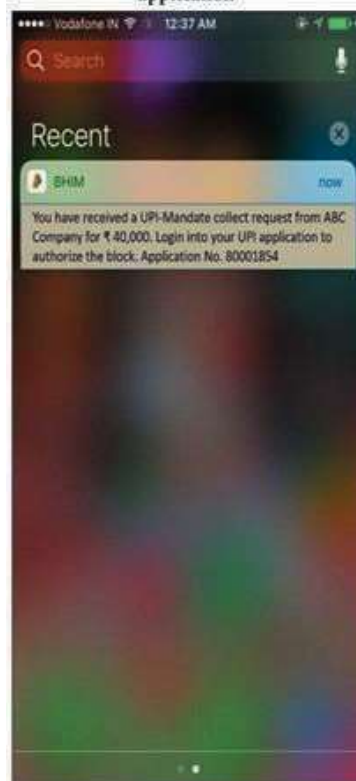 application
Vodafone IN 12:37 AM
Search
Recent
BHIM now
You have received a UPI-Mandate collect request from ABC
Company for ₹ 40,000. Login into your UPI application to
authorize the block. Application No. 80001854